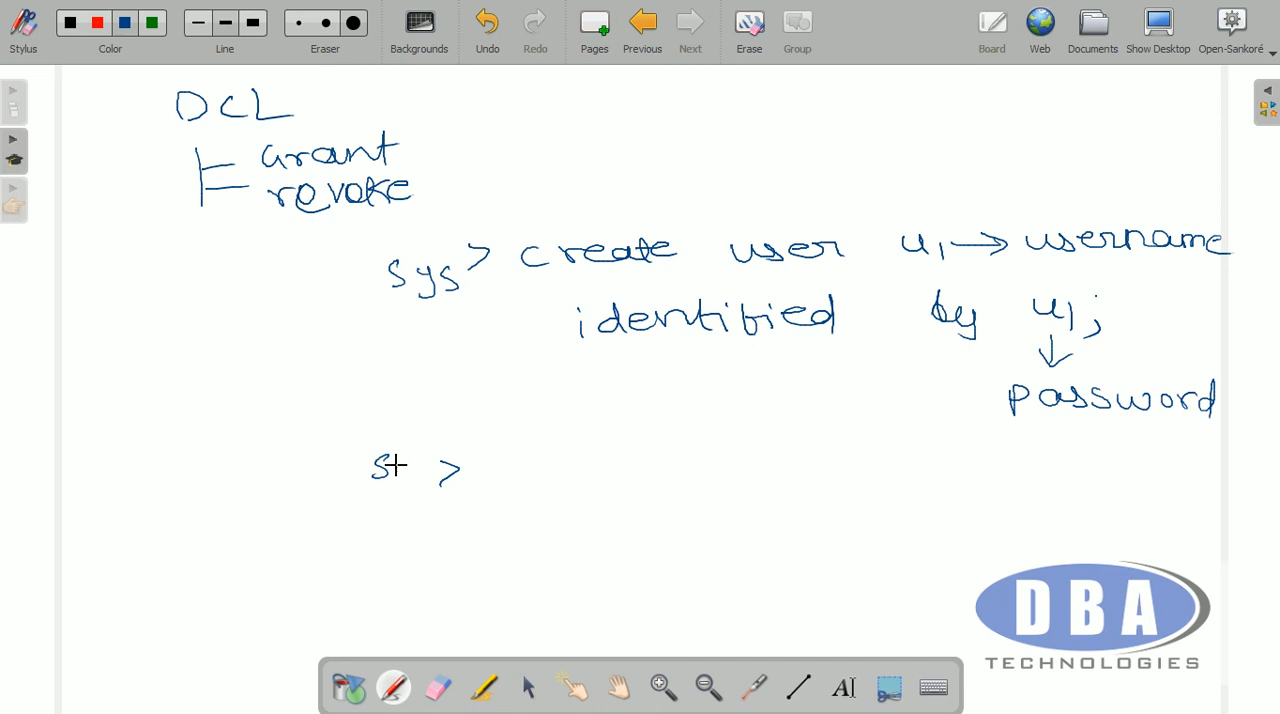 Stylus Color Line Eraser Backgrounds Undo Redo Pages Previous Next Erase Group Board Web Documents Show Desktop Open-Sankoré
DCL
Grant
revoke
sys > create user u1 → username
identified by u1;
↓
password
s >
DBA
TECHNOLOGIES